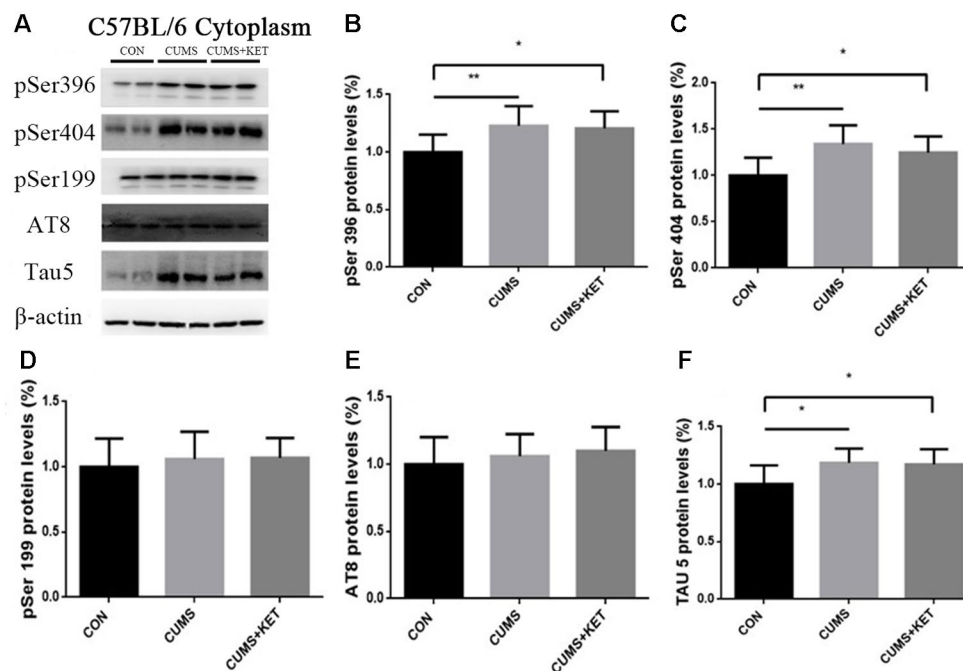 A
C57BL/6 Cytoplasm
CON CUMS CUMS+KET
pSer396
pSer404
pSer199
AT8
Tau5
β-actin
B
*
**
pSer 396 protein levels (%)
1.5
1.0
0.5
0.0
CON
CUMS
CUMS+KET
C
*
**
pSer 404 protein levels (%)
2.0
1.5
1.0
0.5
0.0
CON
CUMS
CUMS+KET
D
pSer 199 protein levels (%)
1.5
1.0
0.5
0.0
CON
CUMS
CUMS+KET
E
AT8 protein levels (%)
1.5
1.0
0.5
0.0
CON
CUMS
CUMS+KET
F
*
*
TAU 5 protein levels (%)
1.5
1.0
0.5
0.0
CON
CUMS
CUMS+KET